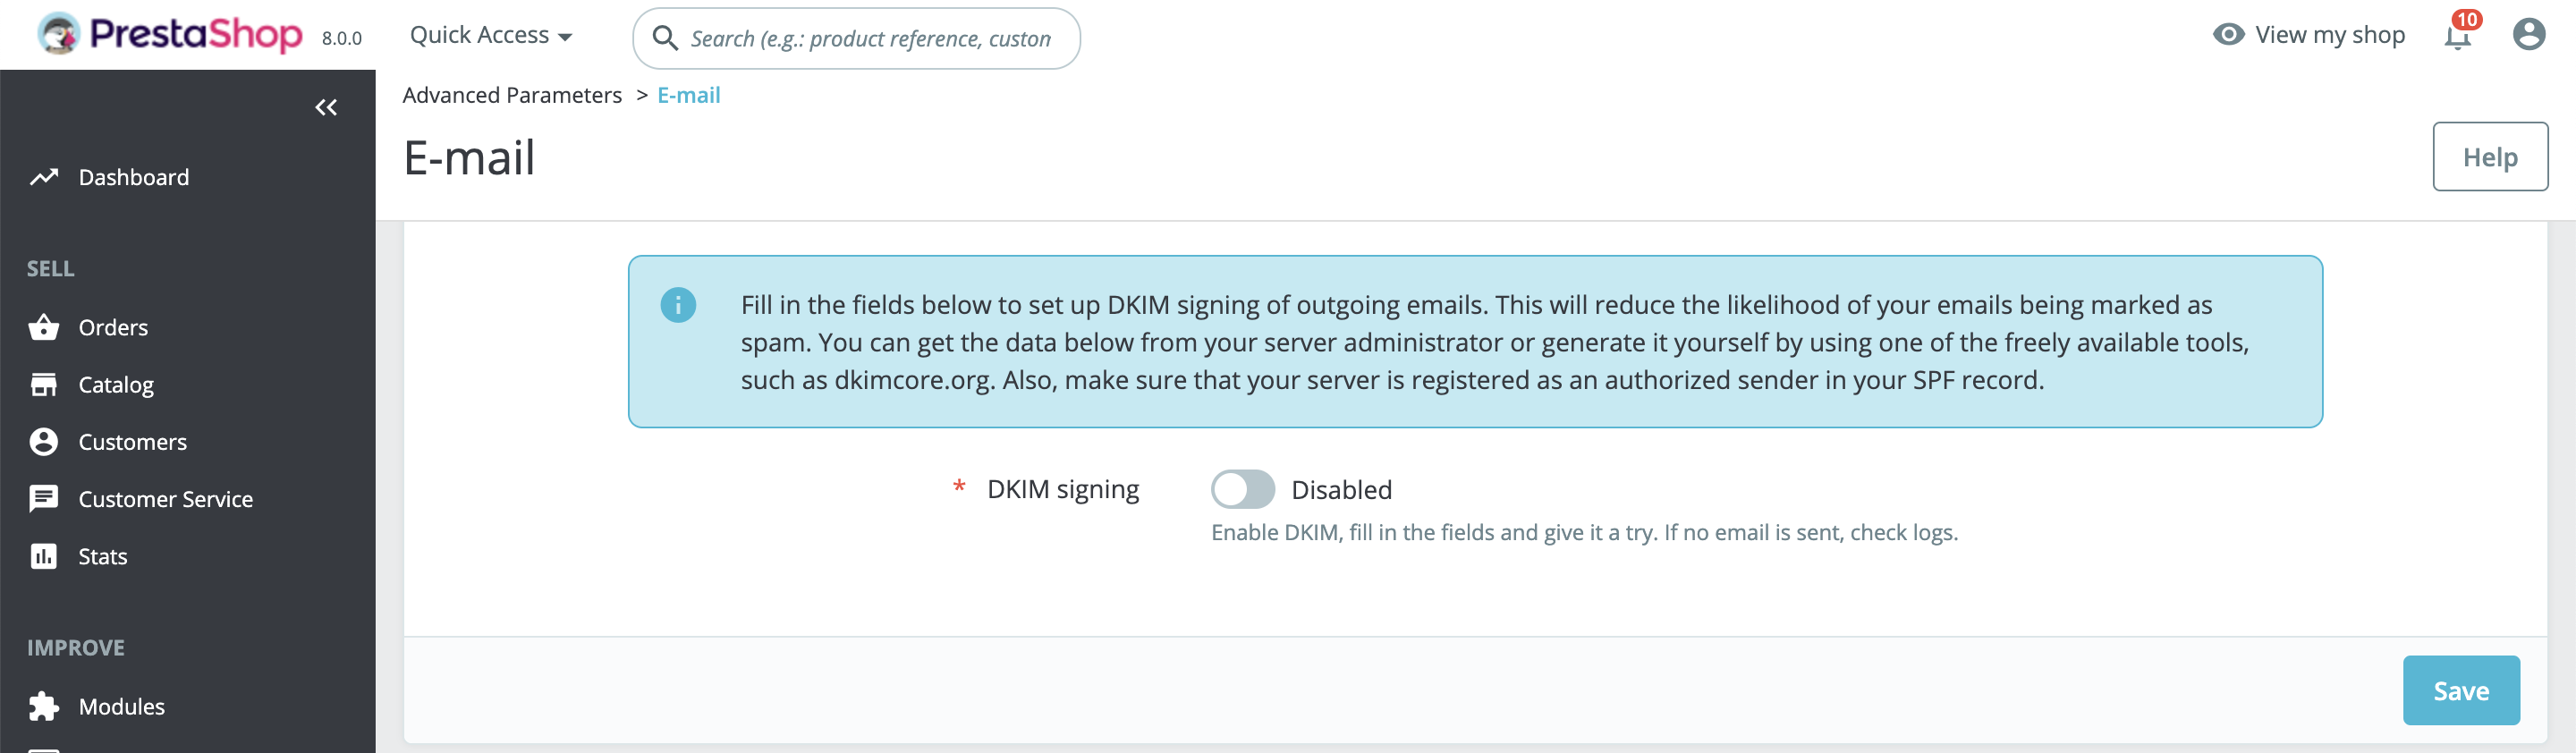 PrestaShop 8.0.0
Quick Access
Search (e.g.: product reference, custon
View my shop
10
Advanced Parameters > E-mail
E-mail
Help
Dashboard
SELL
Orders
Catalog
Customers
Customer Service
Stats
IMPROVE
Modules
Fill in the fields below to set up DKIM signing of outgoing emails. This will reduce the likelihood of your emails being marked as
spam. You can get the data below from your server administrator or generate it yourself by using one of the freely available tools,
such as dkimcore.org. Also, make sure that your server is registered as an authorized sender in your SPF record.
* DKIM signing
Disabled
Enable DKIM, fill in the fields and give it a try. If no email is sent, check logs.
Save